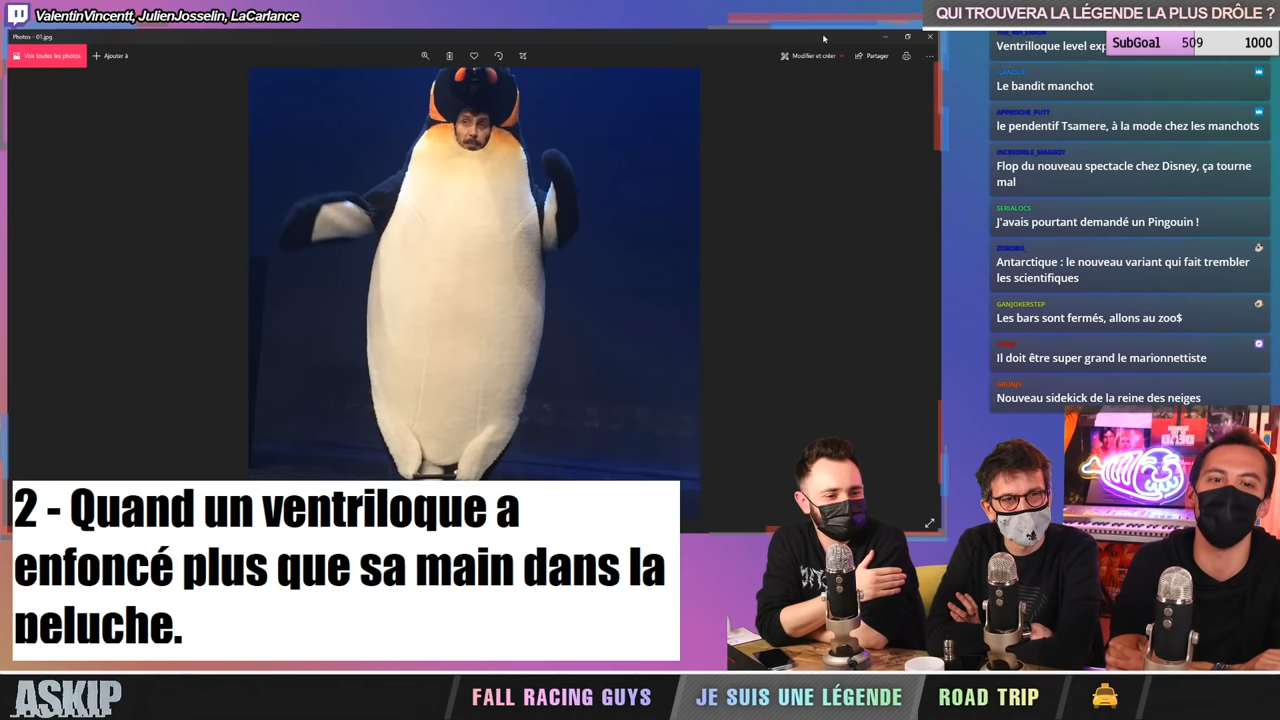 ValentinVincentt, JulienJosselin, LaCarlance
QUI TROUVERA LA LÉGENDE LA PLUS DRÔLE ?
Photos - 01.jpg
Voir toutes les photos
Ajouter à
Modifier et créer
Partager
SubGoal 509 1000
Ventrilloque level
Le bandit manchot
APPROCHE_PUTT
le pendentif Tsamere, à la mode chez les manchots
INCREDIBLE_MAGGOT
Flop du nouveau spectacle chez Disney, ça tourne
mal
SERIALOCS
J'avais pourtant demandé un Pingouin !
Antarctique : le nouveau variant qui fait trembler
les scientifiques
GANJOKERSTEP
Les bars sont fermés, allons au zoo$
Il doit être super grand le marionnettiste
Nouveau sidekick de la reine des neiges
2 - Quand un ventriloque a
enfoncé plus que sa main dans la
peluche.
ASKIP
FALL RACING GUYS
JE SUIS UNE LÉGENDE
ROAD TRIP